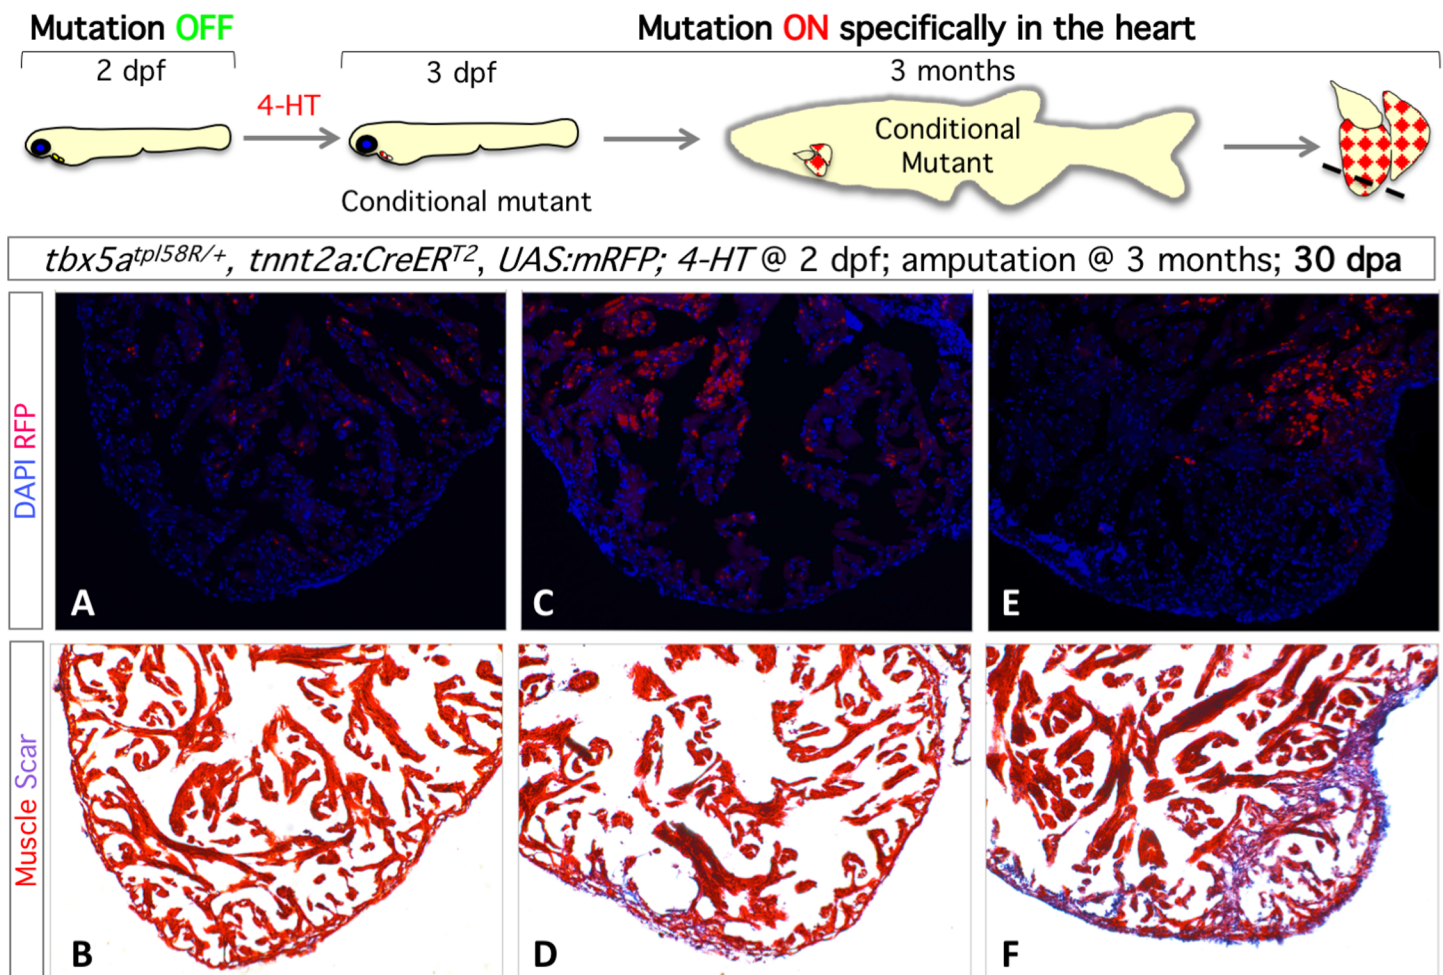 Mutation OFF
Mutation ON specifically in the heart
2 dpf
3 dpf
3 months
4-HT
Conditional
Mutant
Conditional mutant
tbx5atpl58R/+, tnnt2a:CreERT2, UAS:mRFP; 4-HT @ 2 dpf; amputation @ 3 months; 30 dpa
DAPI RFP
A
C
E
Muscle Scar
B
D
F